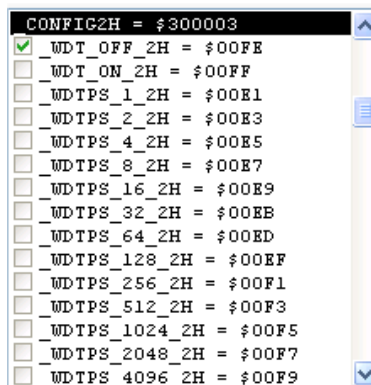 _CONFIG2H = $300003
_WDT_OFF_2H = $00FE
_WDT_ON_2H = $00FF
_WDTPS_1_2H = $00E1
_WDTPS_2_2H = $00E3
_WDTPS_4_2H = $00E5
_WDTPS_8_2H = $00E7
_WDTPS_16_2H = $00E9
_WDTPS_32_2H = $00EB
_WDTPS_64_2H = $00ED
_WDTPS_128_2H = $00EF
_WDTPS_256_2H = $00F1
_WDTPS_512_2H = $00F3
_WDTPS_1024_2H = $00F5
_WDTPS_2048_2H = $00F7
_WDTPS_4096_2H = $00F9